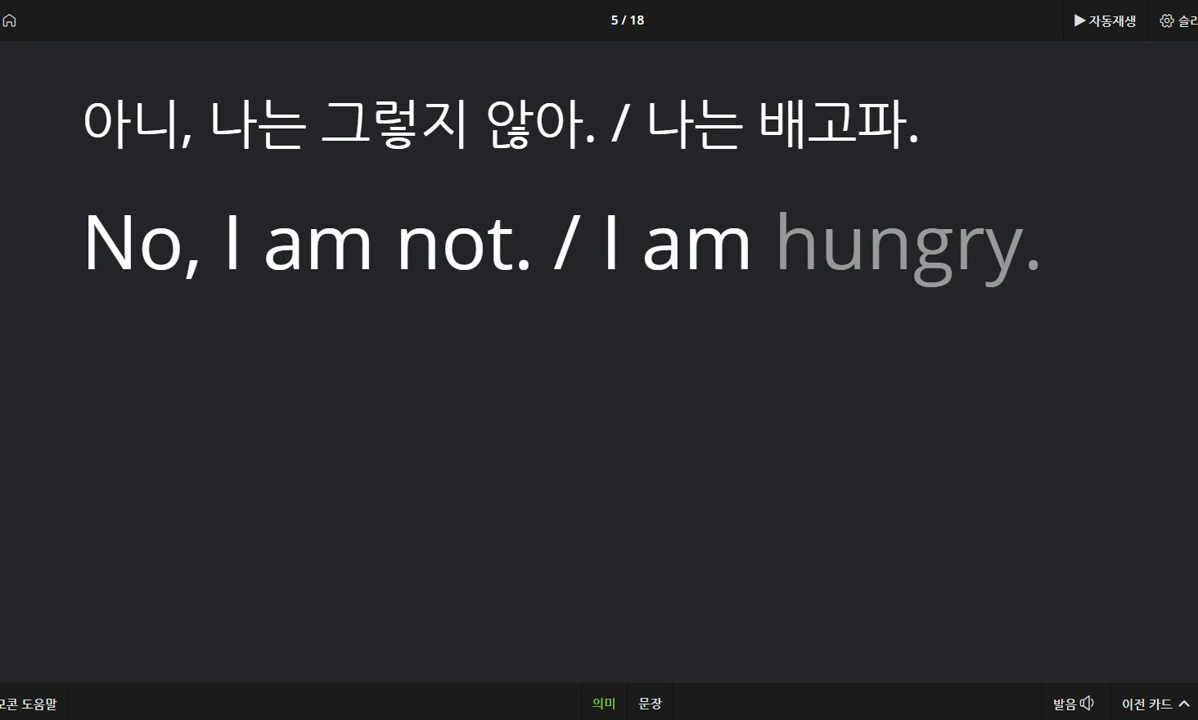 5 / 18
자동재생
아니, 나는 그렇지 않아. / 나는 배고파.
No, I am not. / I am hungry.
도움말
의미
문장
발음
이전 카드